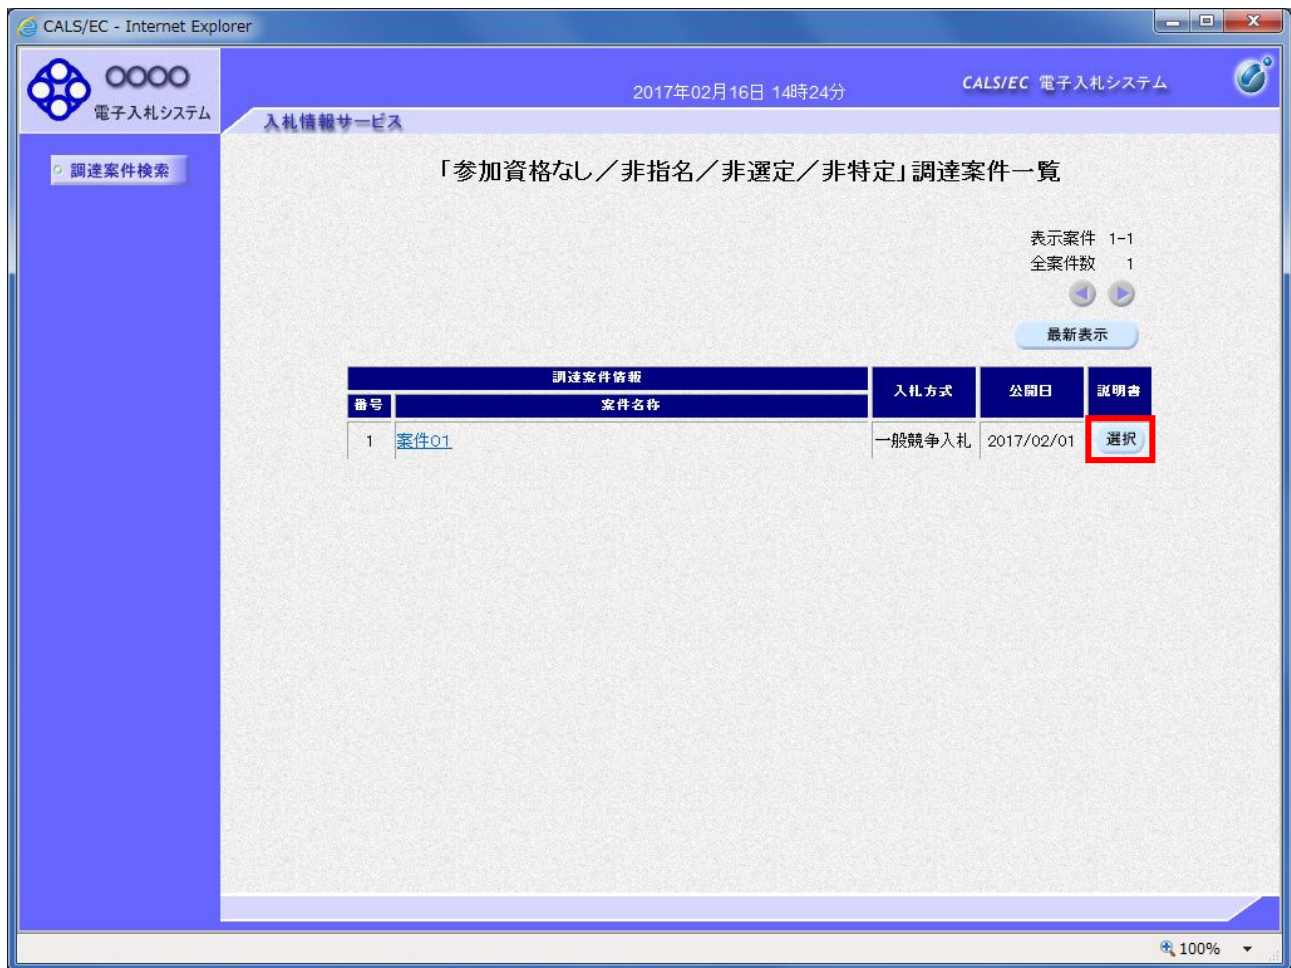 CALS/EC - Internet Explorer
○○○○
電子入札システム
2017年02月16日 14時24分
CALS/EC 電子入札システム
入札情報サービス
調達案件検索
「参加資格なし／非指名／非選定／非特定」調達案件一覧
表示案件 1-1
全案件数 1
最新表示
調達案件情報
入札方式
公開日
説明書
番号
案件名称
1 案件01 一般競争入札 2017/02/01 選択
100%